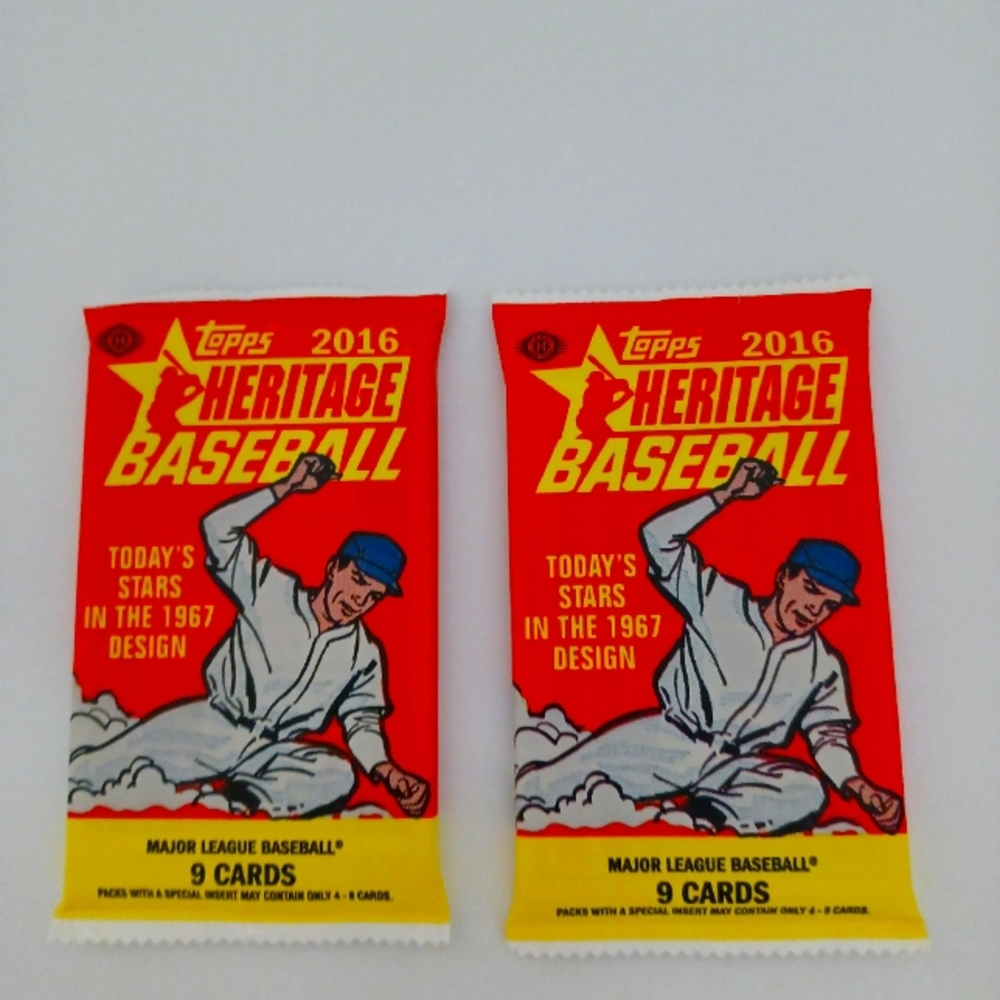 H
Topps 2016
HERITAGE
BASEBALL
TODAY'S
STARS
IN THE 1967
DESIGN
MAJOR LEAGUE BASEBALL®
9 CARDS
PACKS WITH A SPECIAL INSERT MAY CONTAIN ONLY 4 - 8 CARDS.
H
Topps 2016
HERITAGE
BASEBALL
TODAY'S
STARS
IN THE 1967
DESIGN
MAJOR LEAGUE BASEBALL®
9 CARDS
PACKS WITH A SPECIAL INSERT MAY CONTAIN ONLY 4 - 8 CARDS.